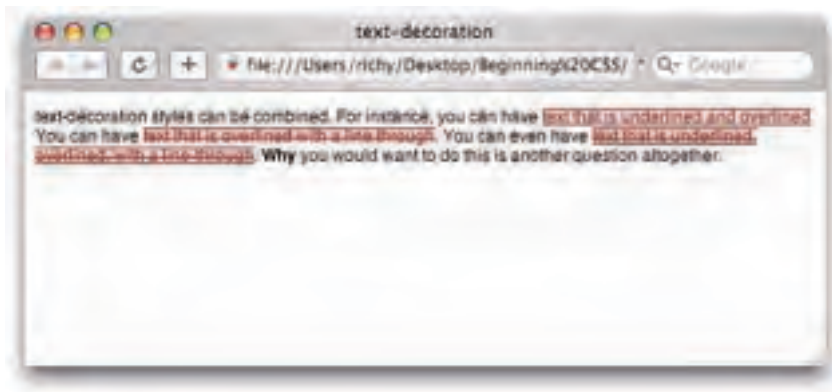 text-decoration
file:///Users/richy/Desktop/Beginning%20CSS/
Google
text-decoration styles can be combined. For instance, you can have text that is underlined and overlined.
You can have text that is overlined with a line through. You can even have text that is underlined,
overlined, with a line through. Why you would want to do this is another question altogether.